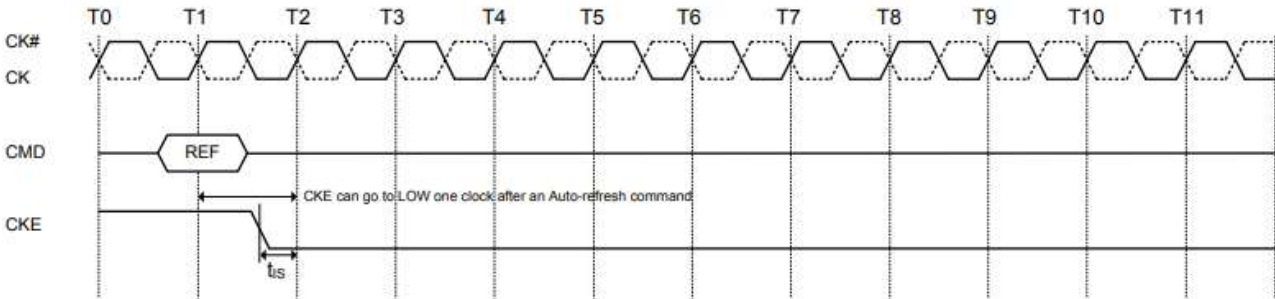 T0 T1 T2 T3 T4 T5 T6 T7 T8 T9 T10 T11
CK#
CK
CMD REF
CKE can go to LOW one clock after an Auto-refresh command
CKE
tIS